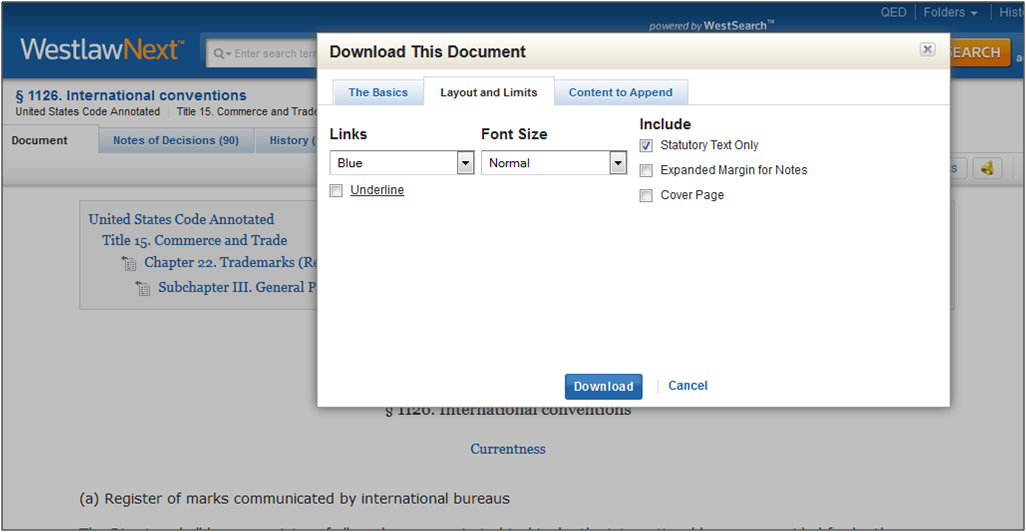 QED Folders Histo
powered by WestSearch™
WestlawNext™ Enter search tern EARCH a
Download This Document
§ 1126. International conventions
United States Code Annotated Title 15. Commerce and Trade
The Basics Layout and Limits Content to Append
Document Notes of Decisions (90) History (
Links Font Size Include
Blue Normal Statutory Text Only
s
Expanded Margin for Notes
Underline
Cover Page
United States Code Annotated
Title 15. Commerce and Trade
Chapter 22. Trademarks (Re
Subchapter III. General P
Download Cancel
§ 1126. International conventions
Currentness
(a) Register of marks communicated by international bureaus